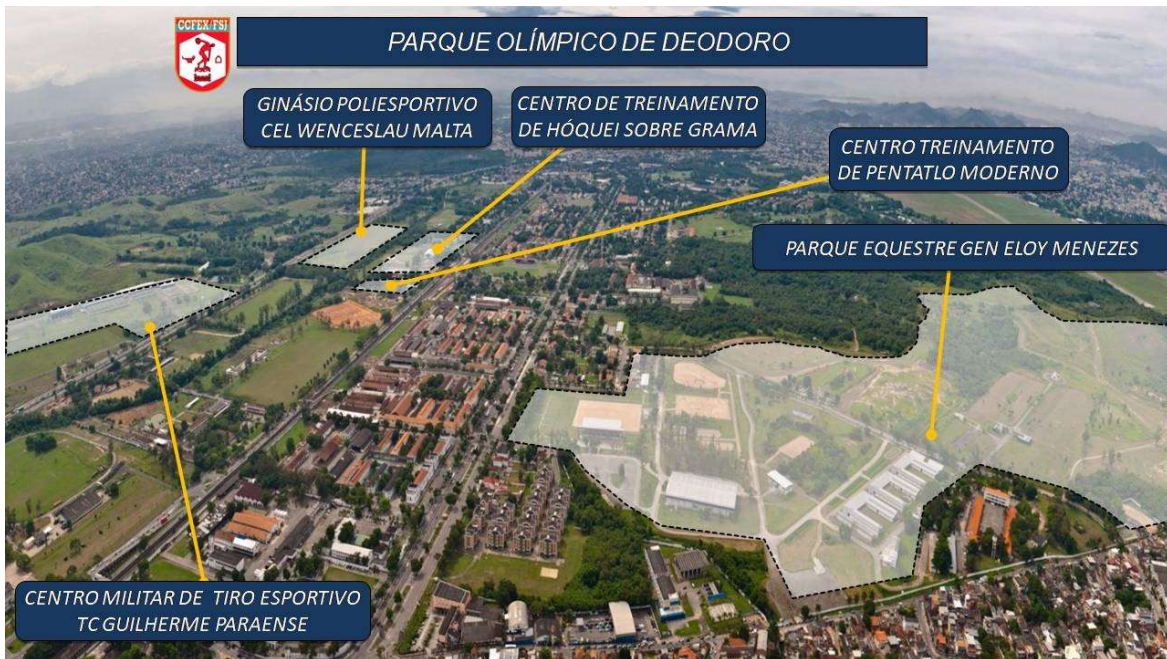 CCFEX/FSJ
PARQUE OLÍMPICO DE DEODORO
GINÁSIO POLIESPORTIVO
CEL WENCESLAU MALTA
CENTRO DE TREINAMENTO
DE HÓQUEI SOBRE GRAMA
CENTRO TREINAMENTO
DE PENTATLO MODERNO
PARQUE EQUESTRE GEN ELOY MENEZES
CENTRO MILITAR DE TIRO ESPORTIVO
TC GUILHERME PARAENSE